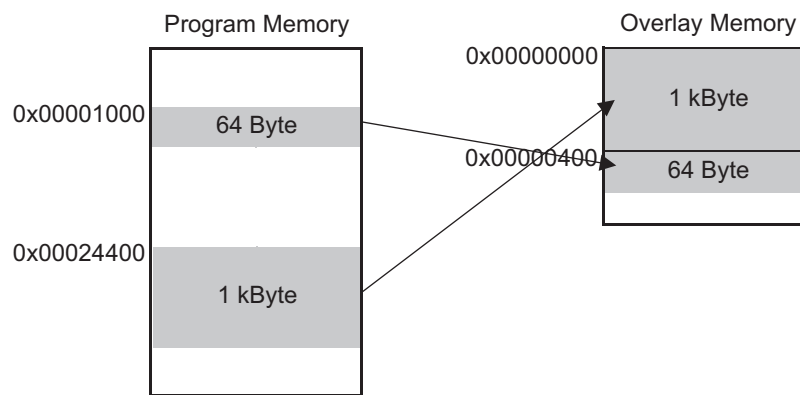 Program Memory
Overlay Memory
0x00000000
1 kByte
0x00001000
64 Byte
0x00000400
64 Byte
0x00024400
1 kByte